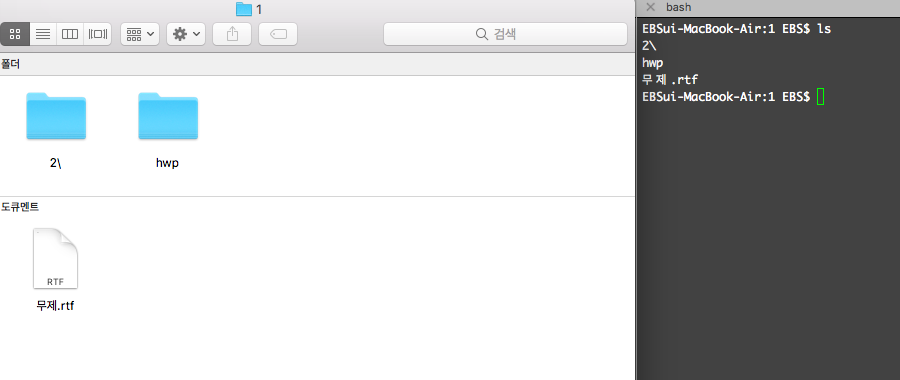 1
검색
폴더
2\
hwp
도큐멘트
RTF
무제.rtf
bash
EBSui-MacBook-Air:1 EBS$ ls
2\
hwp
무제.rtf
EBSui-MacBook-Air:1 EBS$